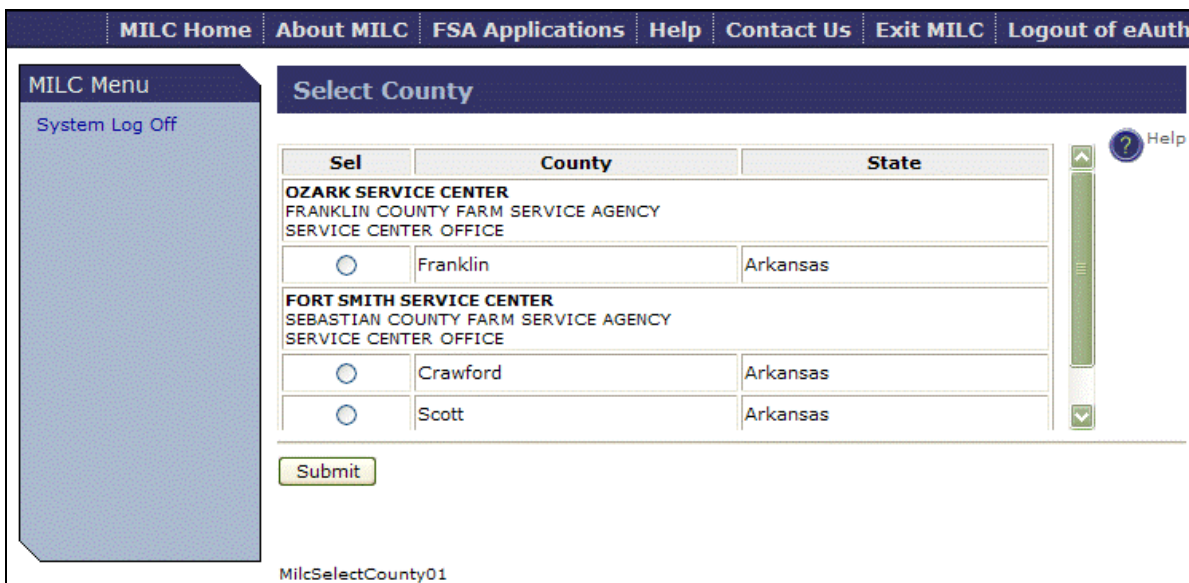 MILC Home About MILC FSA Applications Help Contact Us Exit MILC Logout of eAuth
MILC Menu
System Log Off
Select County
? Help
Sel County State
OZARK SERVICE CENTER
FRANKLIN COUNTY FARM SERVICE AGENCY
SERVICE CENTER OFFICE
Franklin Arkansas
FORT SMITH SERVICE CENTER
SEBASTIAN COUNTY FARM SERVICE AGENCY
SERVICE CENTER OFFICE
Crawford Arkansas
Scott Arkansas
Submit
MilcSelectCounty01